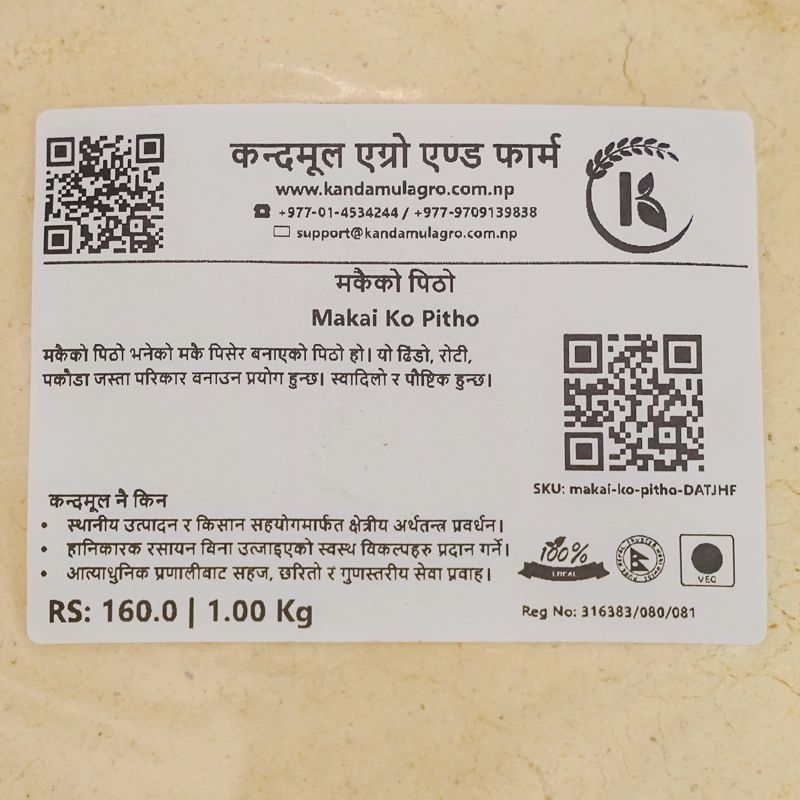 कन्दमूल एग्रो एण्ड फार्म
www.kandamulagro.com.np
+977-01-4534244 / +977-9709139838
support@kandamulagro.com.np
K
मकैको पिठो
Makai Ko Pitho
मकैको पिठो भनेको मकै पिसेर बनाएको पिठो हो। यो ढिंडो, रोटी,
पकौडा जस्ता परिकार वनाउन प्रयोग हुन्छ। स्वादिलो र पौष्टिक हुन्छ।
SKU: makai-ko-pitho-DATJHF
कन्दमूल नै किन
• स्थानीय उत्पादन र किसान सहयोगमार्फत क्षेत्रीय अर्थतन्त्र प्रवर्धन।
• हानिकारक रसायन विना उत्जाइएको स्वस्थ विकल्पहरु प्रदान गर्ने।
• आत्याधुनिक प्रणालीबाट सहज, छरितो र गुणस्तरीय सेवा प्रवाह।
100%
LOCAL
VEG
RS: 160.0 | 1.00 Kg
Reg No: 316383/080/081